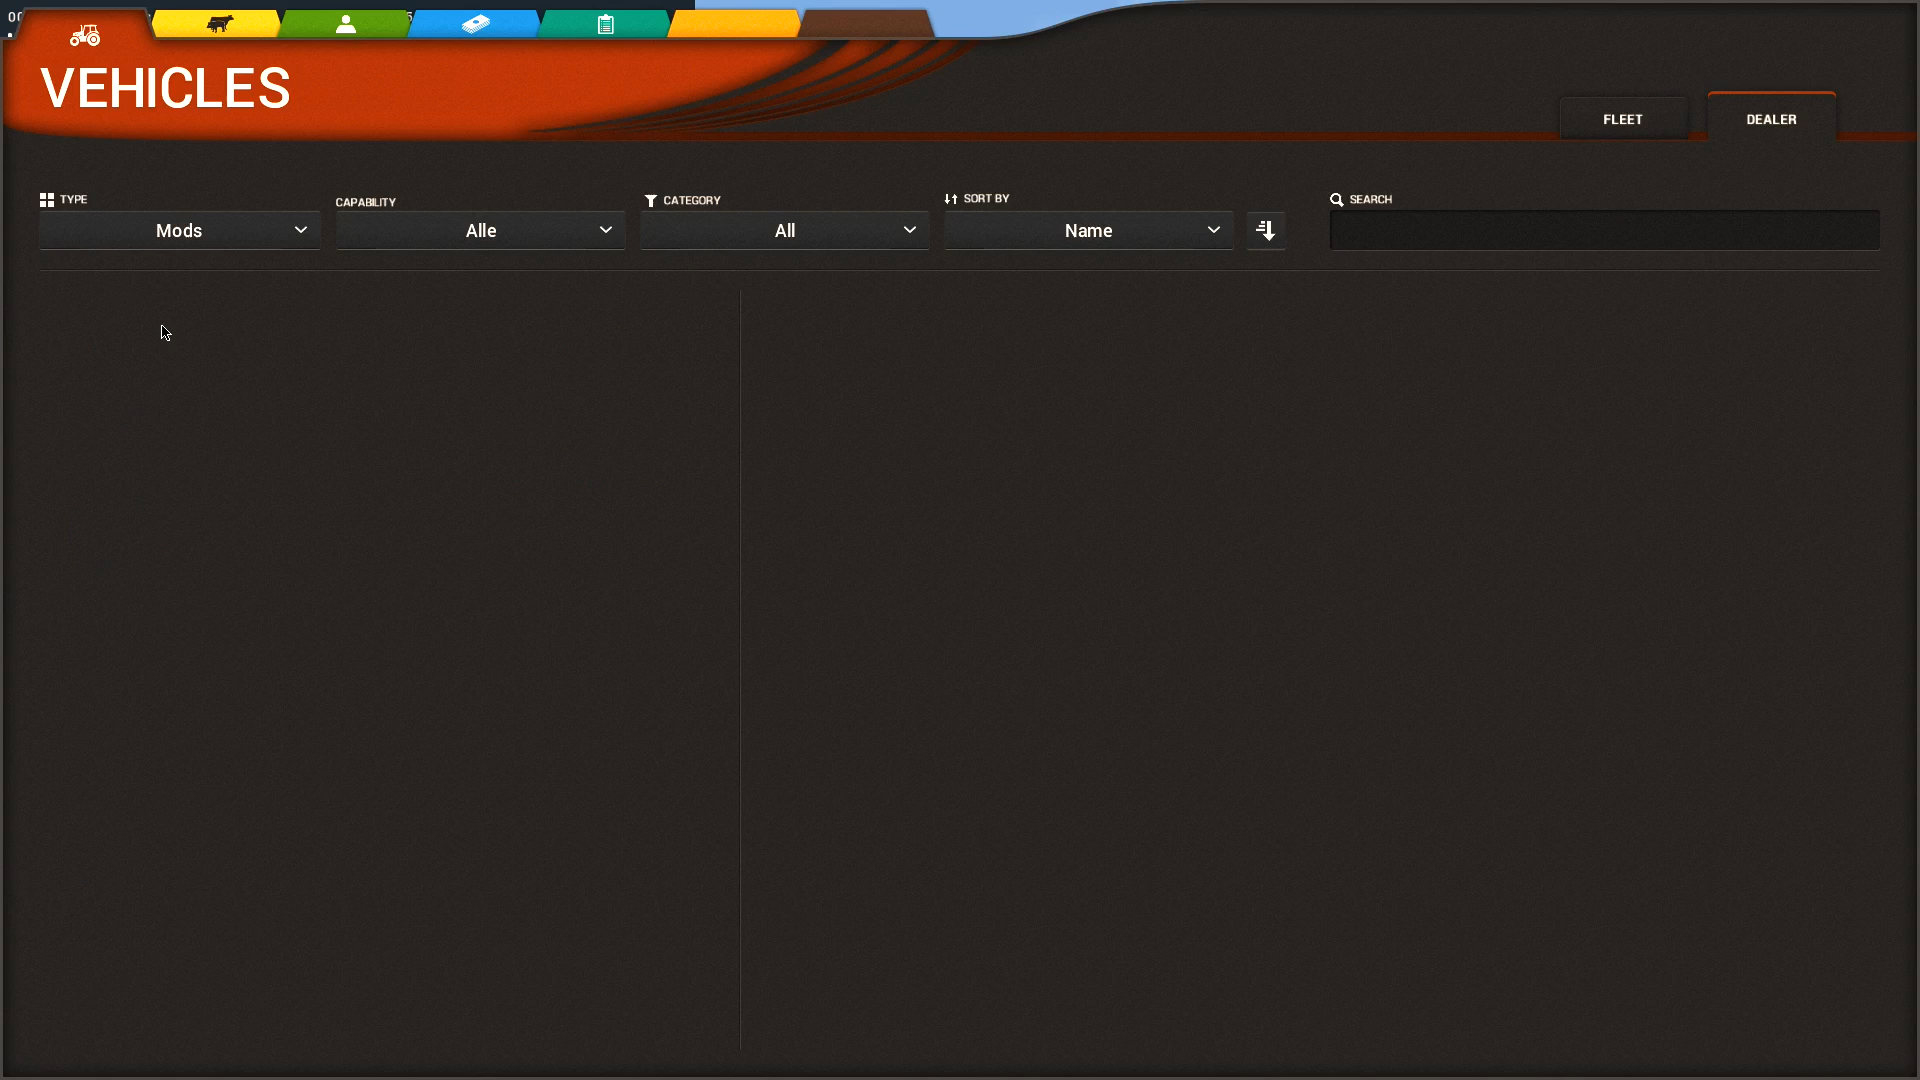 VEHICLES
FLEET
DEALER
TYPE
CAPABILITY
CATEGORY
SORT BY
SEARCH
Mods
Alle
All
Name